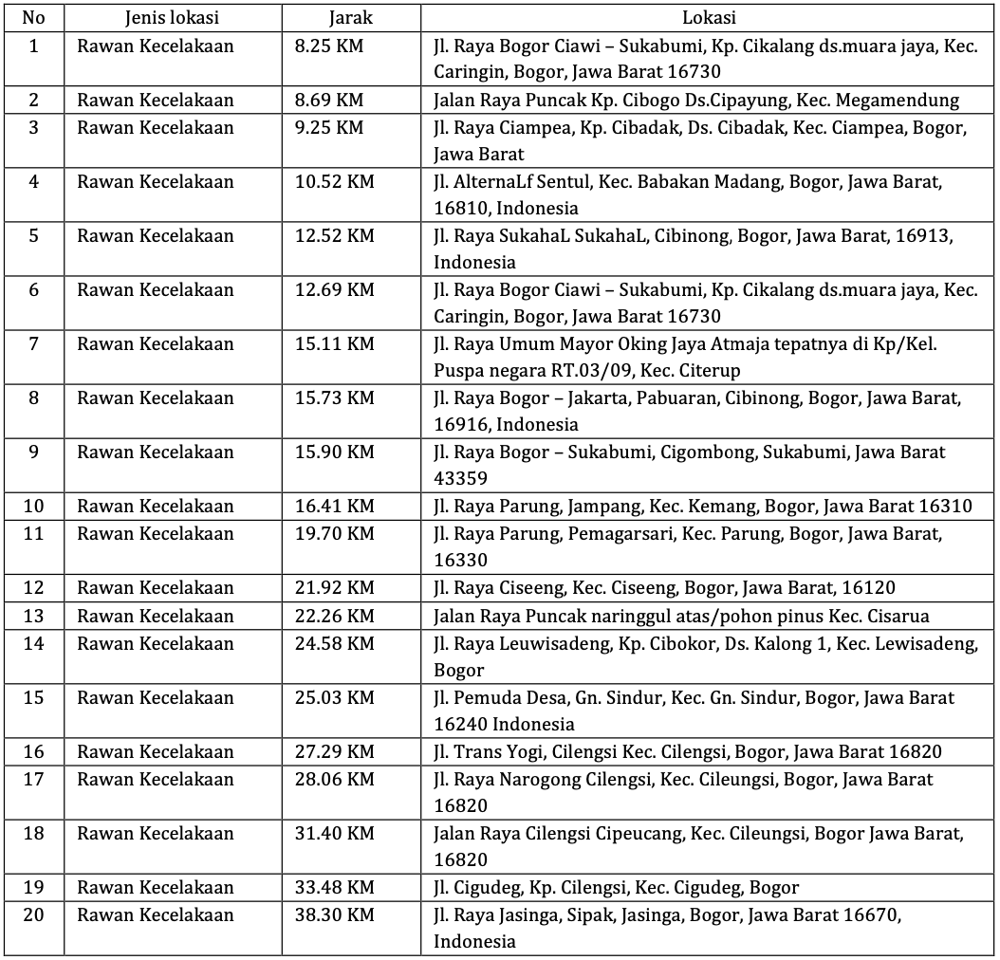 No Jenis lokasi Jarak Lokasi
1 Rawan Kecelakaan 8.25 KM Jl. Raya Bogor Ciawi – Sukabumi, Kp. Cikalang ds.muara jaya, Kec.
Caringin, Bogor, Jawa Barat 16730
2 Rawan Kecelakaan 8.69 KM Jalan Raya Puncak Kp. Cibogo Ds.Cipayung, Kec. Megamendung
3 Rawan Kecelakaan 9.25 KM Jl. Raya Ciampea, Kp. Cibadak, Ds. Cibadak, Kec. Ciampea, Bogor,
Jawa Barat
4 Rawan Kecelakaan 10.52 KM Jl. AlternaLf Sentul, Kec. Babakan Madang, Bogor, Jawa Barat,
16810, Indonesia
5 Rawan Kecelakaan 12.52 KM Jl. Raya SukahaL SukahaL, Cibinong, Bogor, Jawa Barat, 16913,
Indonesia
6 Rawan Kecelakaan 12.69 KM Jl. Raya Bogor Ciawi – Sukabumi, Kp. Cikalang ds.muara jaya, Kec.
Caringin, Bogor, Jawa Barat 16730
7 Rawan Kecelakaan 15.11 KM Jl. Raya Umum Mayor Oking Jaya Atmaja tepatnya di Kp/Kel.
Puspa negara RT.03/09, Kec. Citerup
8 Rawan Kecelakaan 15.73 KM Jl. Raya Bogor – Jakarta, Pabuaran, Cibinong, Bogor, Jawa Barat,
16916, Indonesia
9 Rawan Kecelakaan 15.90 KM Jl. Raya Bogor – Sukabumi, Cigombong, Sukabumi, Jawa Barat
43359
10 Rawan Kecelakaan 16.41 KM Jl. Raya Parung, Jampang, Kec. Kemang, Bogor, Jawa Barat 16310
11 Rawan Kecelakaan 19.70 KM Jl. Raya Parung, Pemagarsari, Kec. Parung, Bogor, Jawa Barat,
16330
12 Rawan Kecelakaan 21.92 KM Jl. Raya Ciseeng, Kec. Ciseeng, Bogor, Jawa Barat, 16120
13 Rawan Kecelakaan 22.26 KM Jalan Raya Puncak naringgul atas/pohon pinus Kec. Cisarua
14 Rawan Kecelakaan 24.58 KM Jl. Raya Leuwisadeng, Kp. Cibokor, Ds. Kalong 1, Kec. Lewisadeng,
Bogor
15 Rawan Kecelakaan 25.03 KM Jl. Pemuda Desa, Gn. Sindur, Kec. Gn. Sindur, Bogor, Jawa Barat
16240 Indonesia
16 Rawan Kecelakaan 27.29 KM Jl. Trans Yogi, Cilengsi Kec. Cilengsi, Bogor, Jawa Barat 16820
17 Rawan Kecelakaan 28.06 KM Jl. Raya Narogong Cilengsi, Kec. Cileungsi, Bogor, Jawa Barat
16820
18 Rawan Kecelakaan 31.40 KM Jalan Raya Cilengsi Cipeucang, Kec. Cileungsi, Bogor Jawa Barat,
16820
19 Rawan Kecelakaan 33.48 KM Jl. Cigudeg, Kp. Cilengsi, Kec. Cigudeg, Bogor
20 Rawan Kecelakaan 38.30 KM Jl. Raya Jasinga, Sipak, Jasinga, Bogor, Jawa Barat 16670,
Indonesia